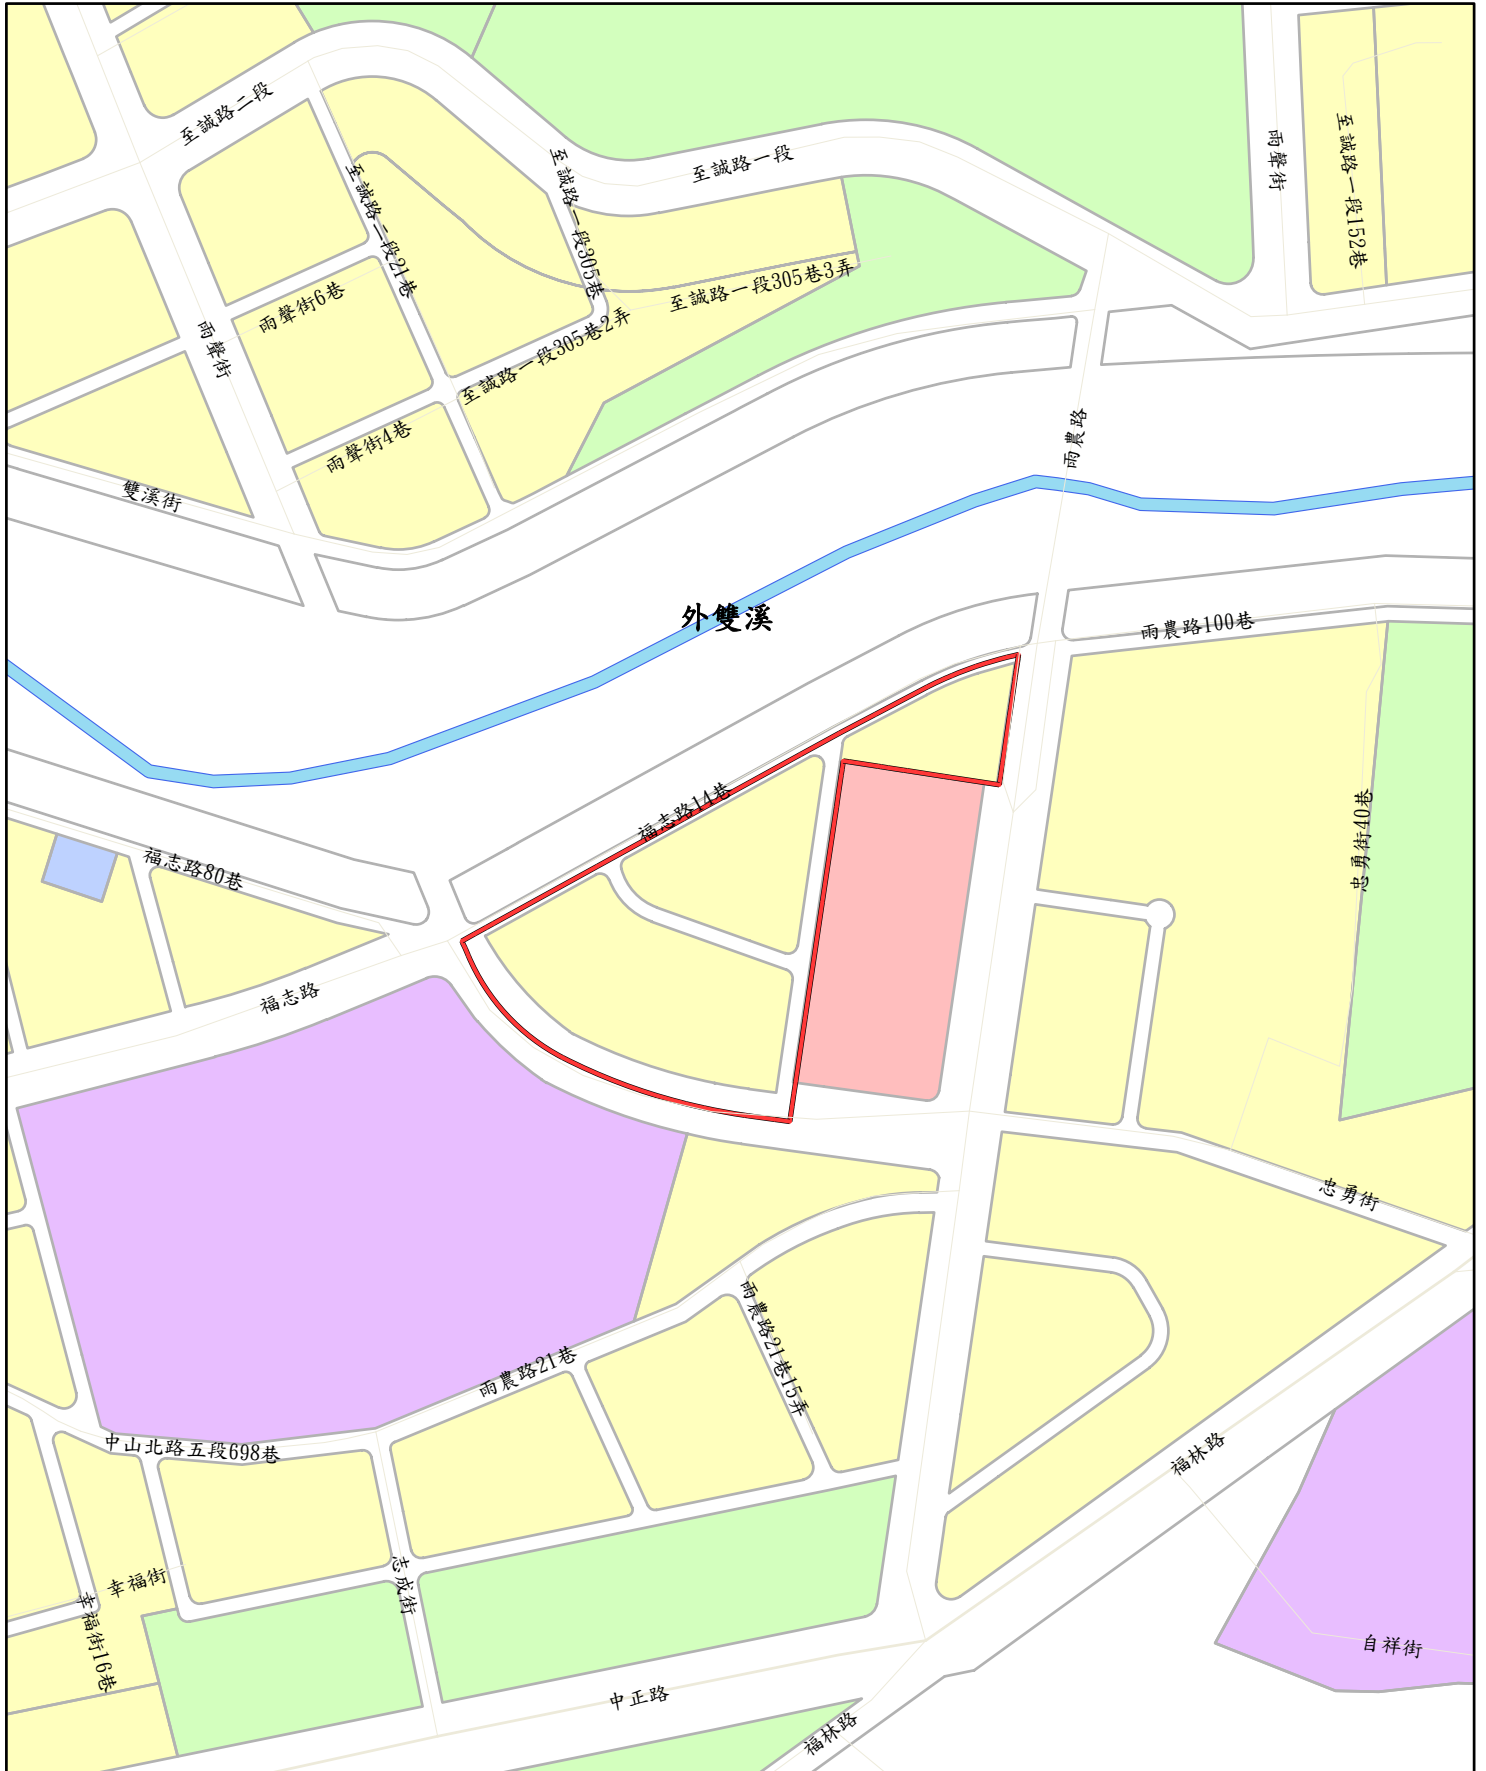 至誠路二段
至誠路一段
雨聲街
至誠路一段152巷
至誠路一段305巷
至誠路二段21巷
至誠路一段305巷3弄
雨聲街6巷
至誠路一段305巷2弄
雨聲街
雨聲街4巷
雨農路
雙溪街
外雙溪
雨農路100巷
福志路14巷
忠勇街40巷
福志路80巷
福志路
忠勇街
雨農路21巷15弄
雨農路21巷
中山北路五段698巷
福林路
志成街
幸福街
幸福街16巷
自祥街
中正路
福林路